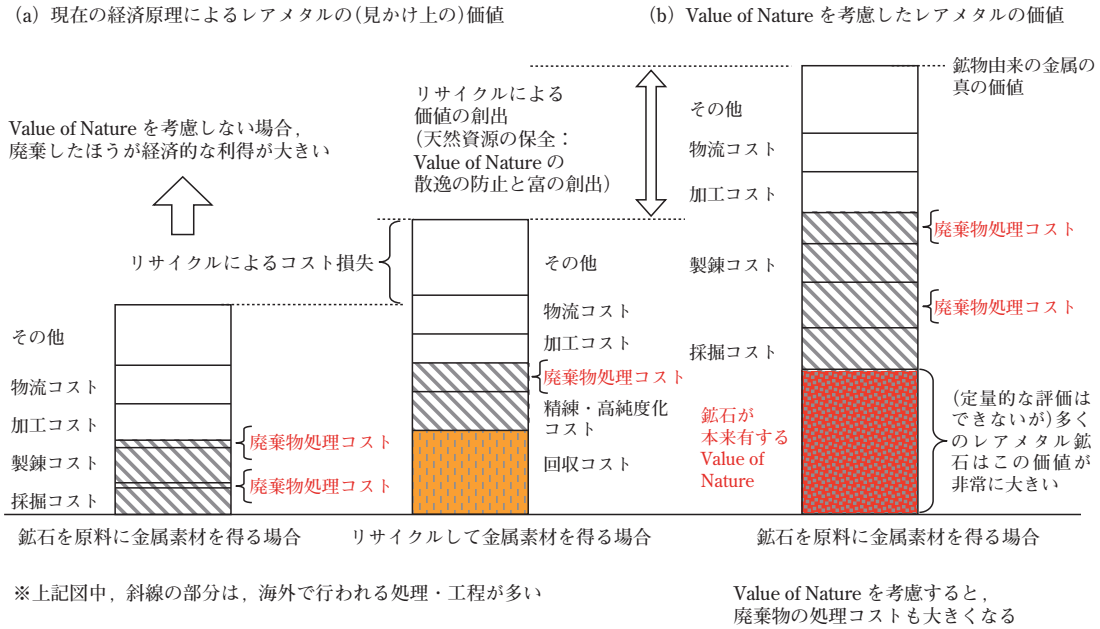 (a) 現在の経済原理によるレアメタルの(見かけ上の)価値
(b) Value of Nature を考慮したレアメタルの価値
Value of Nature を考慮しない場合，
廃棄したほうが経済的な利得が大きい
リサイクルによるコスト損失
その他
物流コスト
加工コスト
製錬コスト
採掘コスト
廃棄物処理コスト
廃棄物処理コスト
鉱石を原料に金属素材を得る場合
リサイクルによる
価値の創出
(天然資源の保全：
Value of Nature の
散逸の防止と富の創出)
その他
物流コスト
加工コスト
廃棄物処理コスト
精練・高純度化
コスト
回収コスト
リサイクルして金属素材を得る場合
鉱物由来の金属の
真の価値
その他
物流コスト
加工コスト
廃棄物処理コスト
製錬コスト
廃棄物処理コスト
採掘コスト
鉱石が
本来有する
Value of
Nature
(定量的な評価は
できないが)多く
のレアメタル鉱
石はこの価値が
非常に大きい
鉱石を原料に金属素材を得る場合
※上記図中，斜線の部分は，海外で行われる処理・工程が多い
Value of Nature を考慮すると，
廃棄物の処理コストも大きくなる